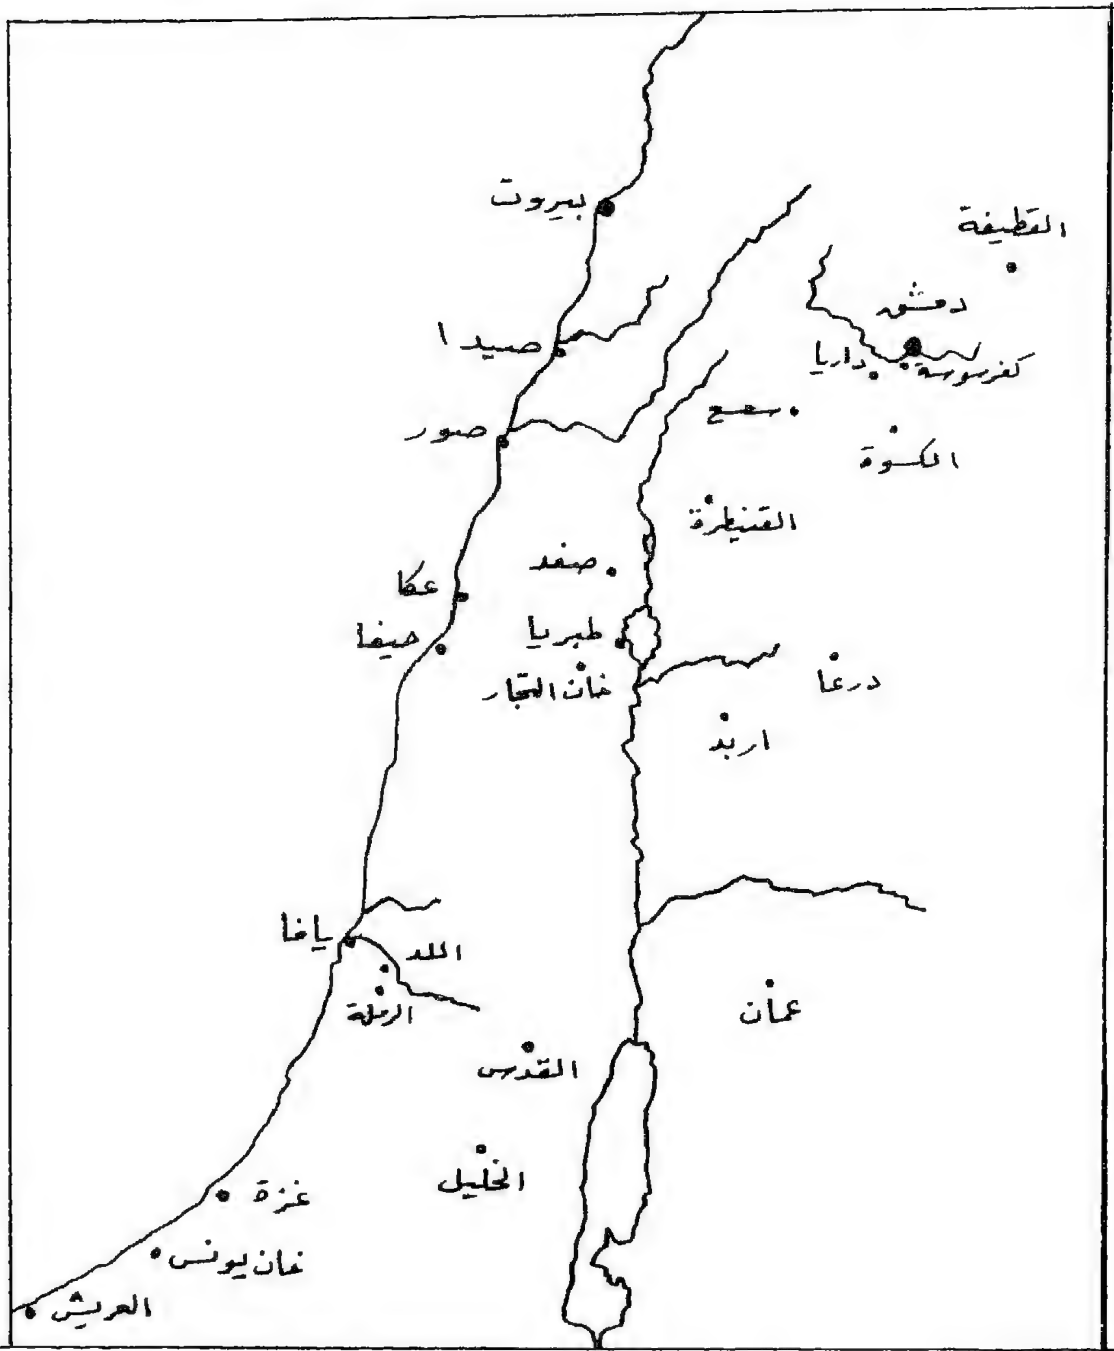 بيروت
القطيفة
دمشق
صيدا
داريا
كفرسوسة
سعسع
صور
الكسوة
القنيطرة
صفد
عكا
طبريا
حيفا
خان التجار
درعا
اربد
يافا
اللد
الرملة
عمان
القدس
الخليل
غزة
خان يونس
العريش